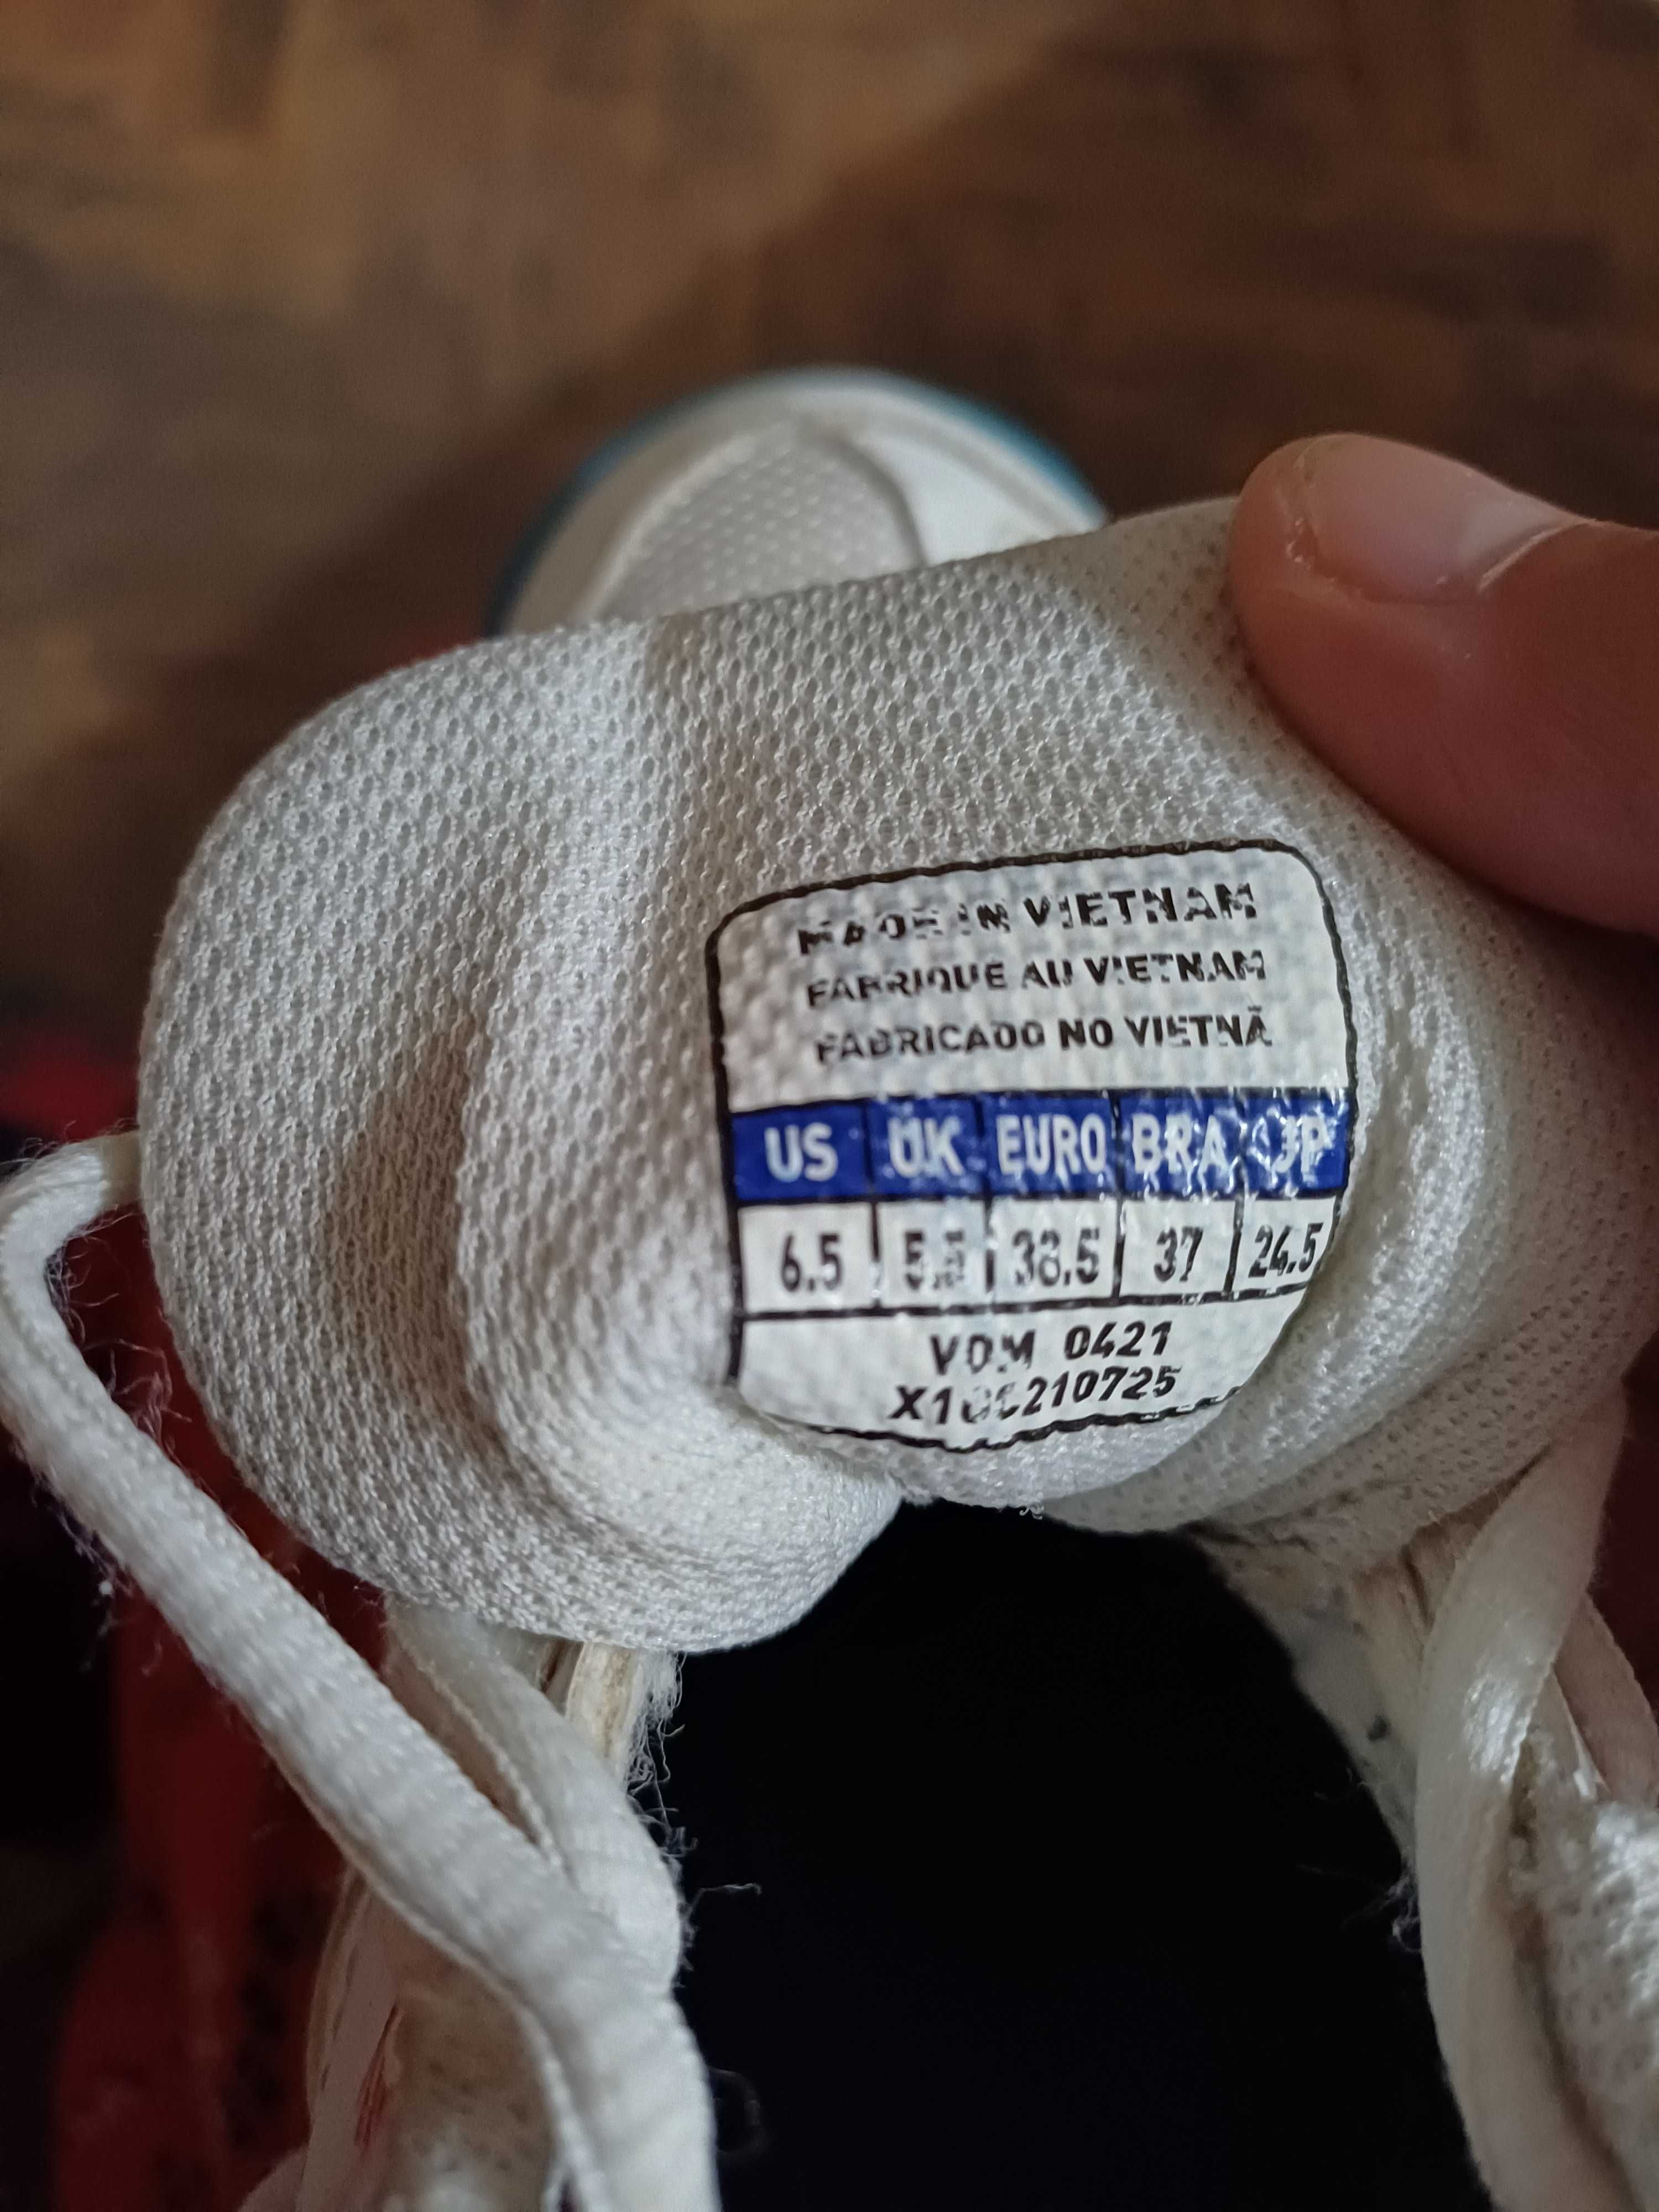 MADE IN VIETNAM
FABRIQUE AU VIETNAM
FABRICADO NO VIETNÃ
US UK EURO BRA JP
6.5 5.5 38.5 37 24.5
VDM 0421